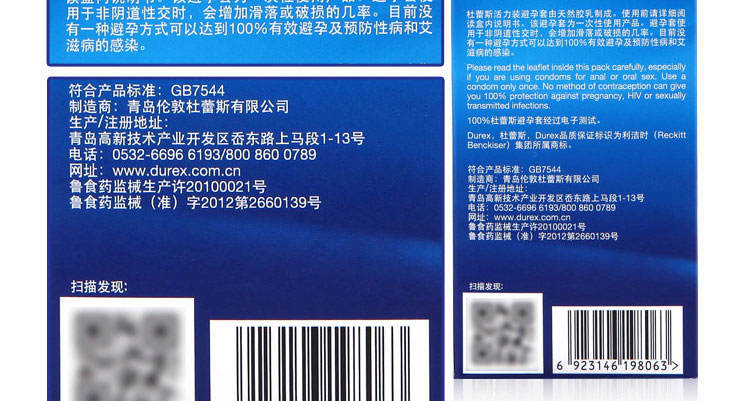 于非阴道性交时，会增加滑落或破损的几率。目前没
有一种避孕方式可以达到100%有效避孕及预防性病和艾
滋病的感染。
符合产品标准：GB7544
制造商：青岛伦敦杜蕾斯有限公司
生产/注册地址：
青岛高新技术产业开发区岙东路上马段1-13号
电话：0532-6696 6193/800 860 0789
网址：www.durex.com.cn
鲁食药监械生产许20100021号
鲁食药监械（准）字2012第2660139号
扫描发现：
杜蕾斯活力装避孕套由天然胶乳制成。使用前请详细阅
读盒内说明书。该避孕套为一次性使用产品。避孕套使
用于非阴道性交时，会增加滑落或破损的几率。目前
没有一种避孕方式可以达到100%有效避孕及预防性病和艾
滋病的感染。
Please read the leaflet inside this pack carefully, especially
if you are using condoms for anal or oral sex. Use a
condom only once. No method of contraception can give
you 100% protection against pregnancy, HIV or sexually
transmitted infections.
100%杜蕾斯避孕套经过电子测试。
Durex，杜蕾斯，Durex品质保证标识为利洁时（Reckitt
Benckiser）集团所属商标。
符合产品标准：GB7544
制造商：青岛伦敦杜蕾斯有限公司
生产/注册地址：
青岛高新技术产业开发区岙东路上马段1-13号
电话：0532-6696 6193/800 860 0789
网址：www.durex.com.cn
鲁食药监械生产许20100021号
鲁食药监械（准）字2012第2660139号
扫描发现：
6 923146 198063 >